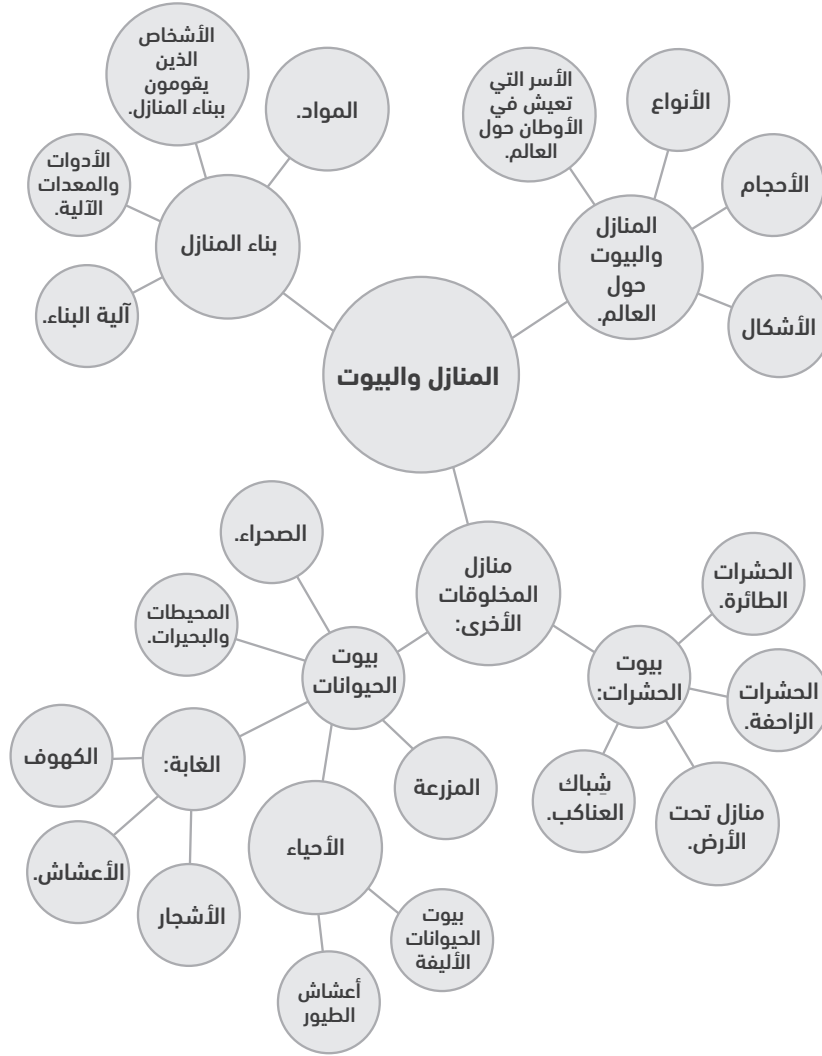 المنازل والبيوت
المنازل
والبيوت
حول
العالم.
الأسر التي
تعيش في
الأوطان حول
العالم.
الأنواع
الأحجام
الأشكال
بناء المنازل
المواد.
الأشخاص
الذين
يقومون
ببناء المنازل.
الأدوات
والمعدات
الآلية.
آلية البناء.
منازل
المخلوقات
الأخرى:
بيوت
الحشرات:
الحشرات
الطائرة.
الحشرات
الزاحفة.
منازل تحت
الأرض.
شِباك
العناكب.
بيوت
الحيوانات
الصحراء.
المحيطات
والبحيرات.
الغابة:
الكهوف
الأعشاش.
الأشجار
الأحياء
أعشاش
الطيور
بيوت
الحيوانات
الأليفة
المزرعة